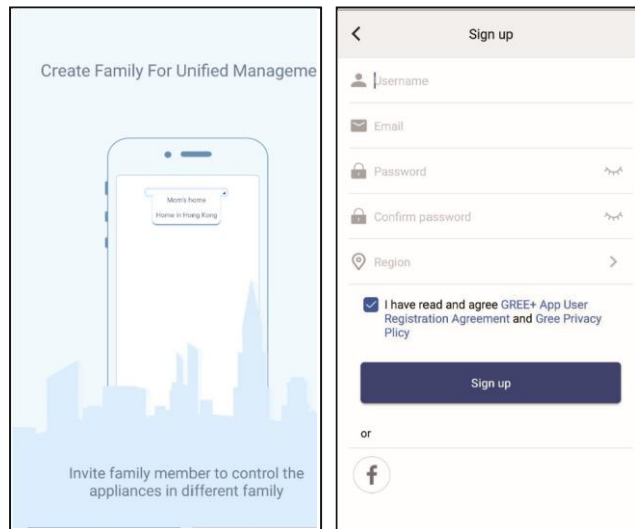 Create Family For Unified Manageme
Mom's home
Home in Hong Kong
Invite family member to control the
appliances in different family
Sign up
Username
Email
Password
Confirm password
Region
I have read and agree GREE+ App User
Registration Agreement and Gree Privacy
Plicy
Sign up
or
f